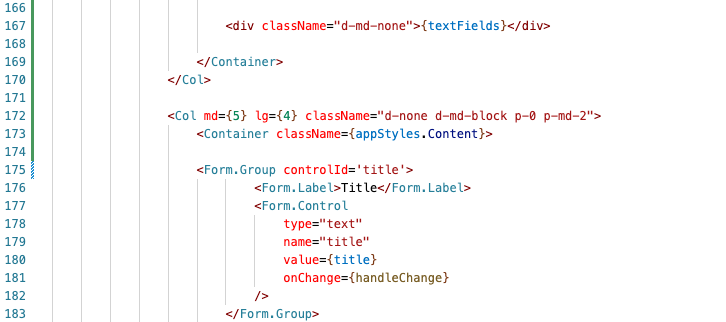 166
167 <div className="d-md-none">{textFields}</div>
168
169 </Container>
170 </Col>
171
172 <Col md={5} lg={4} className="d-none d-md-block p-0 p-md-2">
173 <Container className={appStyles.Content}>
174
175 <Form.Group controlId='title'>
176 <Form.Label>Title</Form.Label>
177 <Form.Control
178 type="text"
179 name="title"
180 value={title}
181 onChange={handleChange}
182 />
183 </Form.Group>